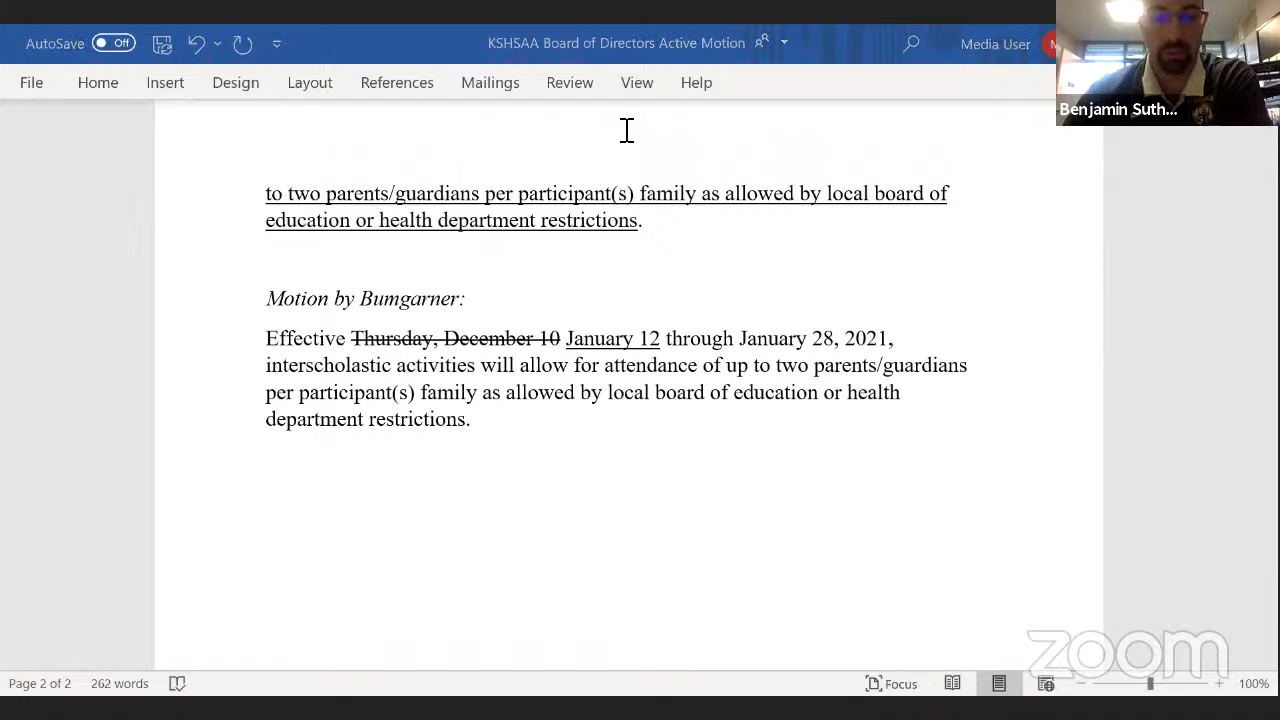 AutoSave Off KSHSAA Board of Directors Active Motion Media User
File Home Insert Design Layout References Mailings Review View Help
Benjamin Suth...
to two parents/guardians per participant(s) family as allowed by local board of
education or health department restrictions.
Motion by Bumgarner:
Effective Thursday, December 10 January 12 through January 28, 2021,
interscholastic activities will allow for attendance of up to two parents/guardians
per participant(s) family as allowed by local board of education or health
department restrictions.
zoom
Page 2 of 2 262 words Focus 100%